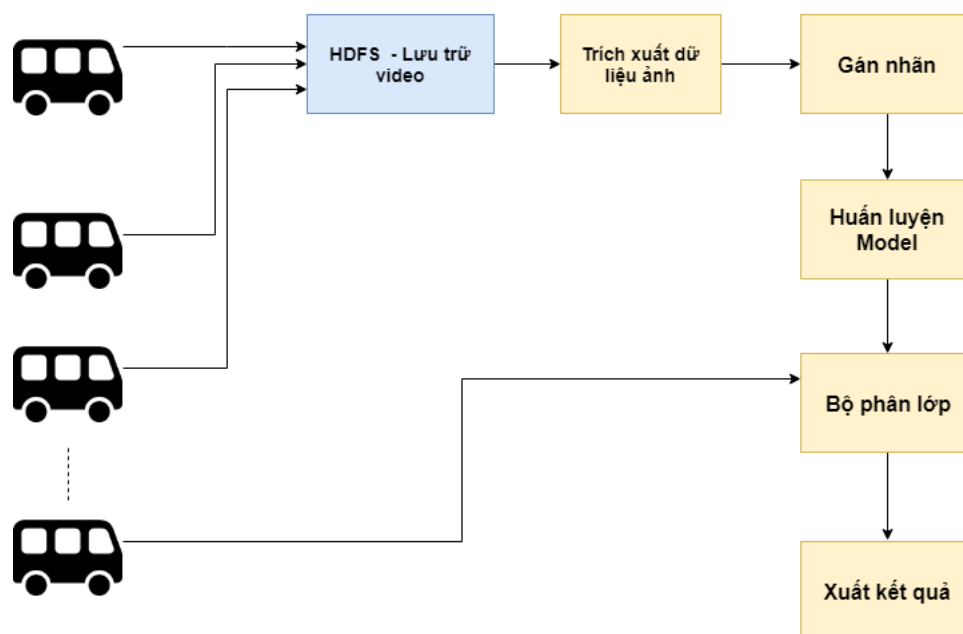 HDFS - Lưu trữ
video
Trích xuất dữ
liệu ảnh
Gán nhãn
Huấn luyện
Model
Bộ phân lớp
Xuất kết quả